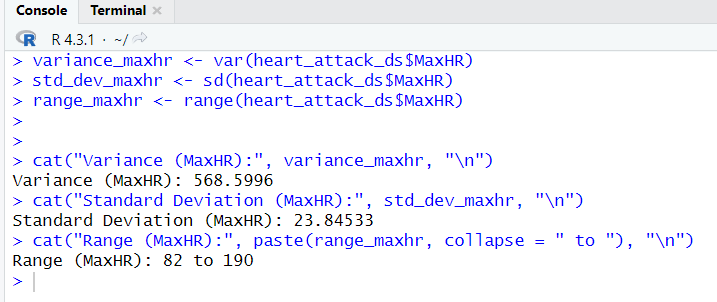 Console Terminal
R 4.3.1 · ~/
> variance_maxhr <- var(heart_attack_ds$MaxHR)
> std_dev_maxhr <- sd(heart_attack_ds$MaxHR)
> range_maxhr <- range(heart_attack_ds$MaxHR)
>
>
> cat("Variance (MaxHR):", variance_maxhr, "\n")
Variance (MaxHR): 568.5996
> cat("Standard Deviation (MaxHR):", std_dev_maxhr, "\n")
Standard Deviation (MaxHR): 23.84533
> cat("Range (MaxHR):", paste(range_maxhr, collapse = " to "), "\n")
Range (MaxHR): 82 to 190
>